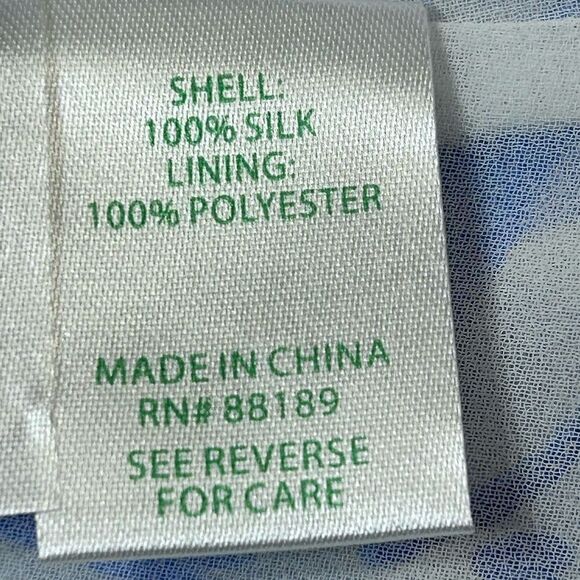 SHELL:
100% SILK
LINING:
100% POLYESTER
MADE IN CHINA
RN# 88189
SEE REVERSE
FOR CARE